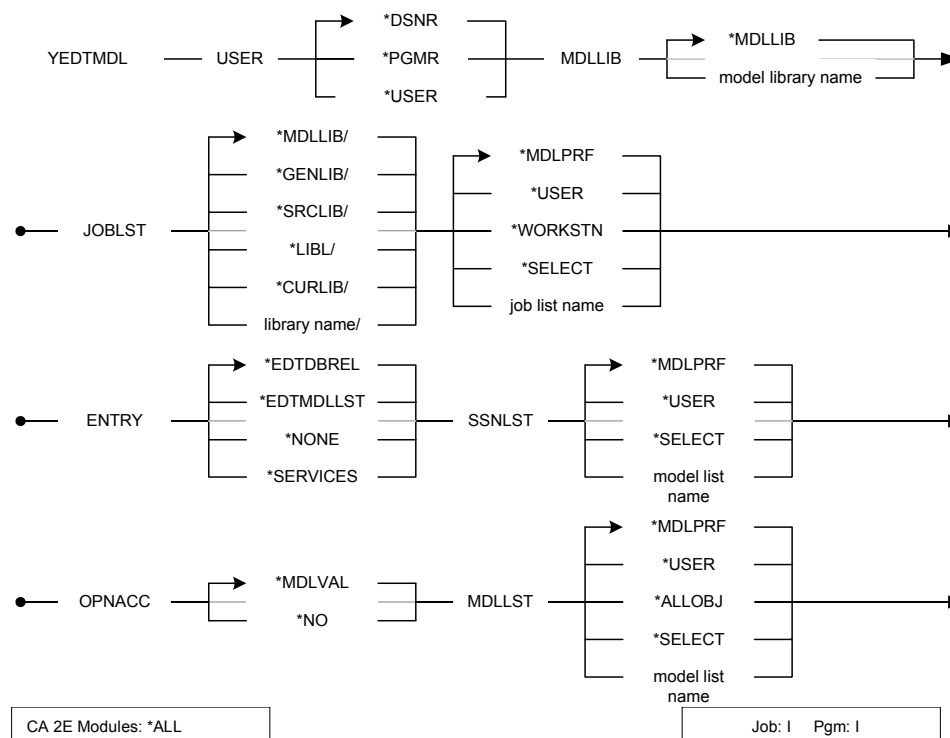 *DSNR
YEDTMDL USER *PGMR MDLLIB
*USER
*MDLLIB
model library name
*MDLLIB/
*GENLIB/
*SRCLIB/
JOBLST
*LIBL/
*CURLIB/
library name/
*MDLPRF
*USER
*WORKSTN
*SELECT
job list name
*EDTDBREL
*EDTMDLLST
ENTRY
*NONE
*SERVICES
SSNLST
*MDLPRF
*USER
*SELECT
model list
name
OPNACC
*MDLVAL
*NO
MDLLST
*MDLPRF
*USER
*ALLOBJ
*SELECT
model list
name
CA 2E Modules: *ALL
Job: I Pgm: I